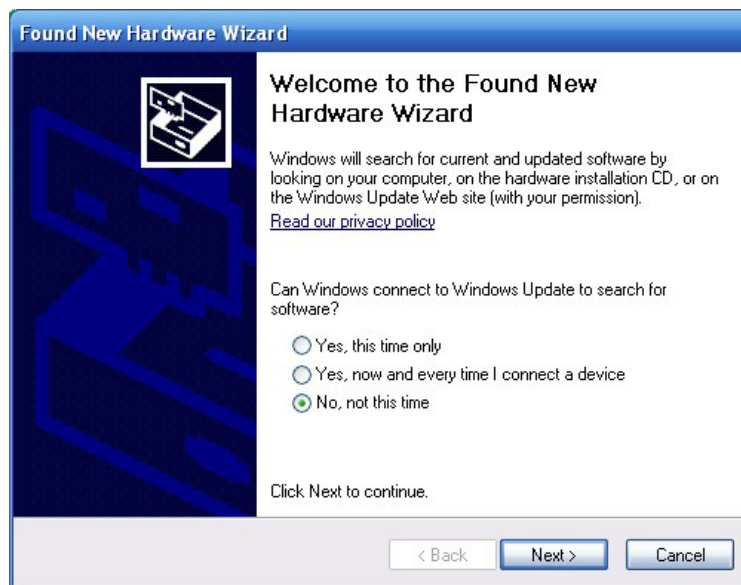 Found New Hardware Wizard
Welcome to the Found New
Hardware Wizard
Windows will search for current and updated software by
looking on your computer, on the hardware installation CD, or on
the Windows Update Web site (with your permission).
Read our privacy policy
Can Windows connect to Windows Update to search for
software?
Yes, this time only
Yes, now and every time I connect a device
No, not this time
Click Next to continue.
< Back Next > Cancel